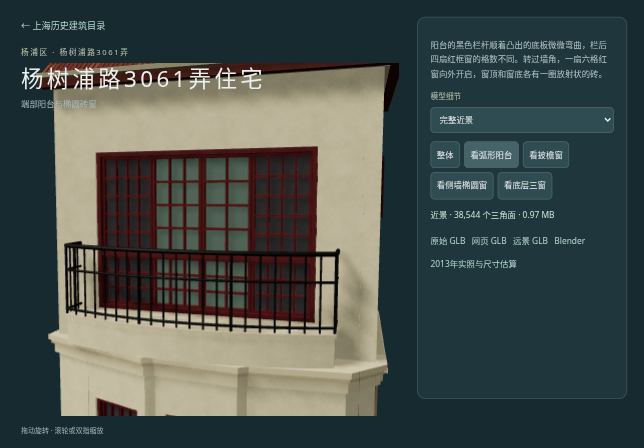 ← 上海历史建筑目录
杨浦区 · 杨树浦路3061弄
杨树浦路3061弄住宅
端部阳台与椭圆砖窗
阳台的黑色栏杆顺着凸出的底板微微弯曲，栏后
四扇红框窗的格数不同。转过墙角，一扇六格红
窗向外开启，窗顶和窗底各有一圈放射状的砖。
模型细节
完整近景
整体
看弧形阳台
看被檐窗
看侧墙椭圆窗
看底层三窗
近景 · 38,544 个三角面 · 0.97 MB
原始 GLB 网页 GLB 远景 GLB Blender
2013年实照与尺寸估算
拖动旋转 · 滚轮或双指缩放